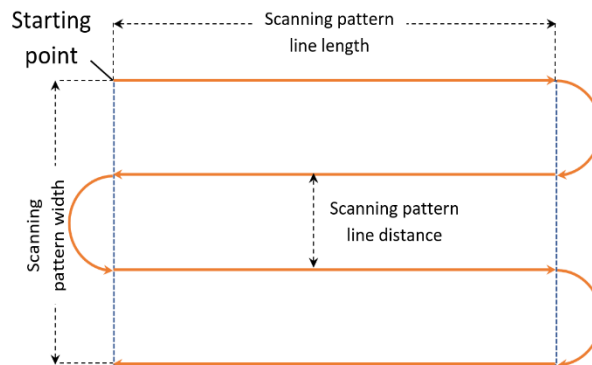 Starting
point
Scanning pattern
line length
Scanning pattern
line distance
Scanning
pattern width